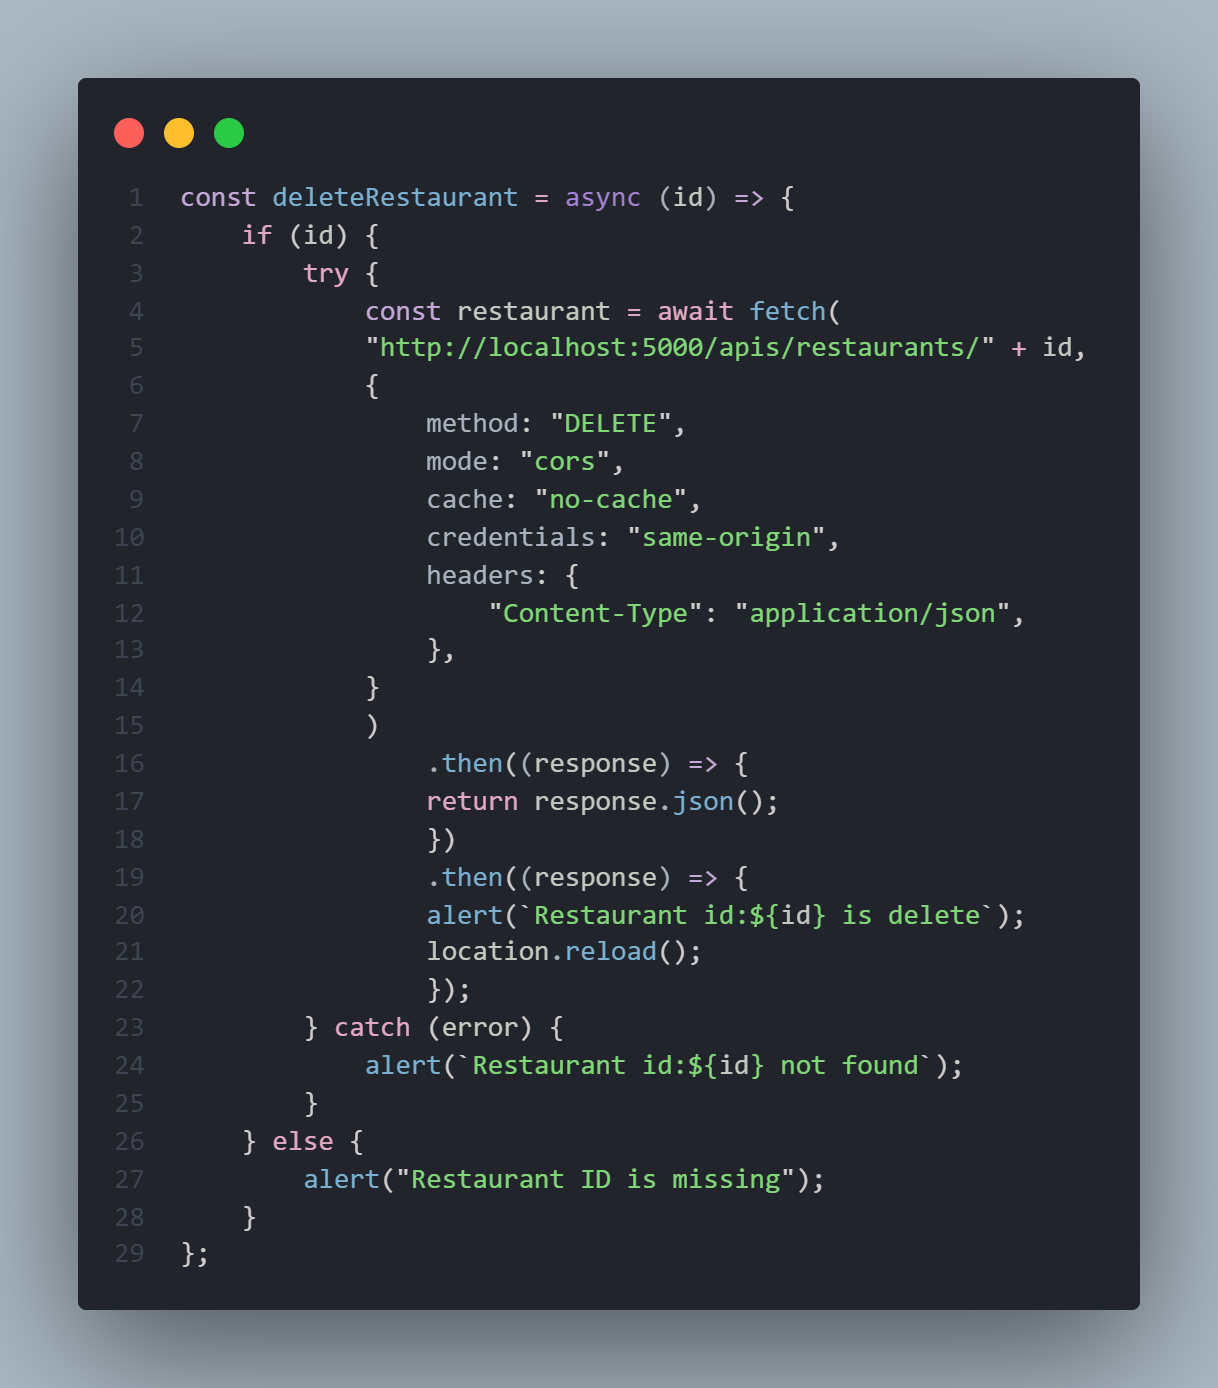 1 const deleteRestaurant = async (id) => {
2     if (id) {
3         try {
4             const restaurant = await fetch(
5             "http://localhost:5000/apis/restaurants/" + id,
6             {
7                 method: "DELETE",
8                 mode: "cors",
9                 cache: "no-cache",
10                 credentials: "same-origin",
11                 headers: {
12                     "Content-Type": "application/json",
13                 },
14             }
15             )
16                 .then((response) => {
17                 return response.json();
18                 })
19                 .then((response) => {
20                 alert(`Restaurant id:${id} is delete`);
21                 location.reload();
22                 });
23         } catch (error) {
24             alert(`Restaurant id:${id} not found`);
25         }
26     } else {
27         alert("Restaurant ID is missing");
28     }
29 };